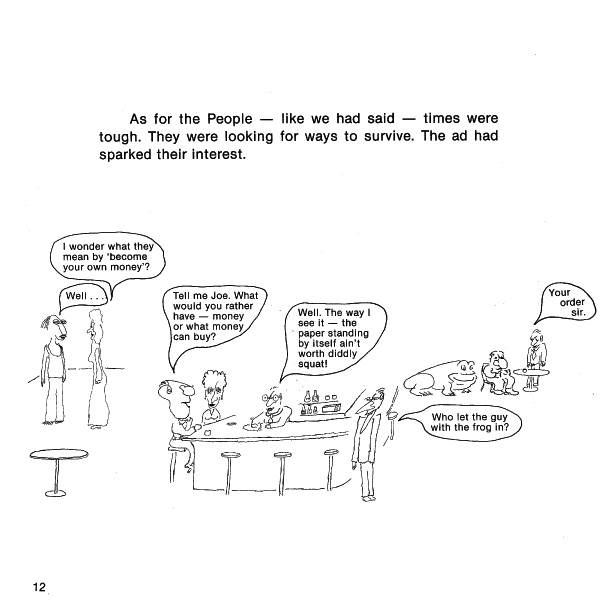 As for the People — like we had said — times were
tough. They were looking for ways to survive. The ad had
sparked their interest.
I wonder what they
mean by ‘become
your own money’?
Well . . . .
Tell me Joe. What
would you rather
have — money
or what money
can buy?
Well. The way I
see it — the
paper standing
by itself ain’t
worth diddly
squat!
Your
order
sir.
Who let the guy
with the frog in?
12